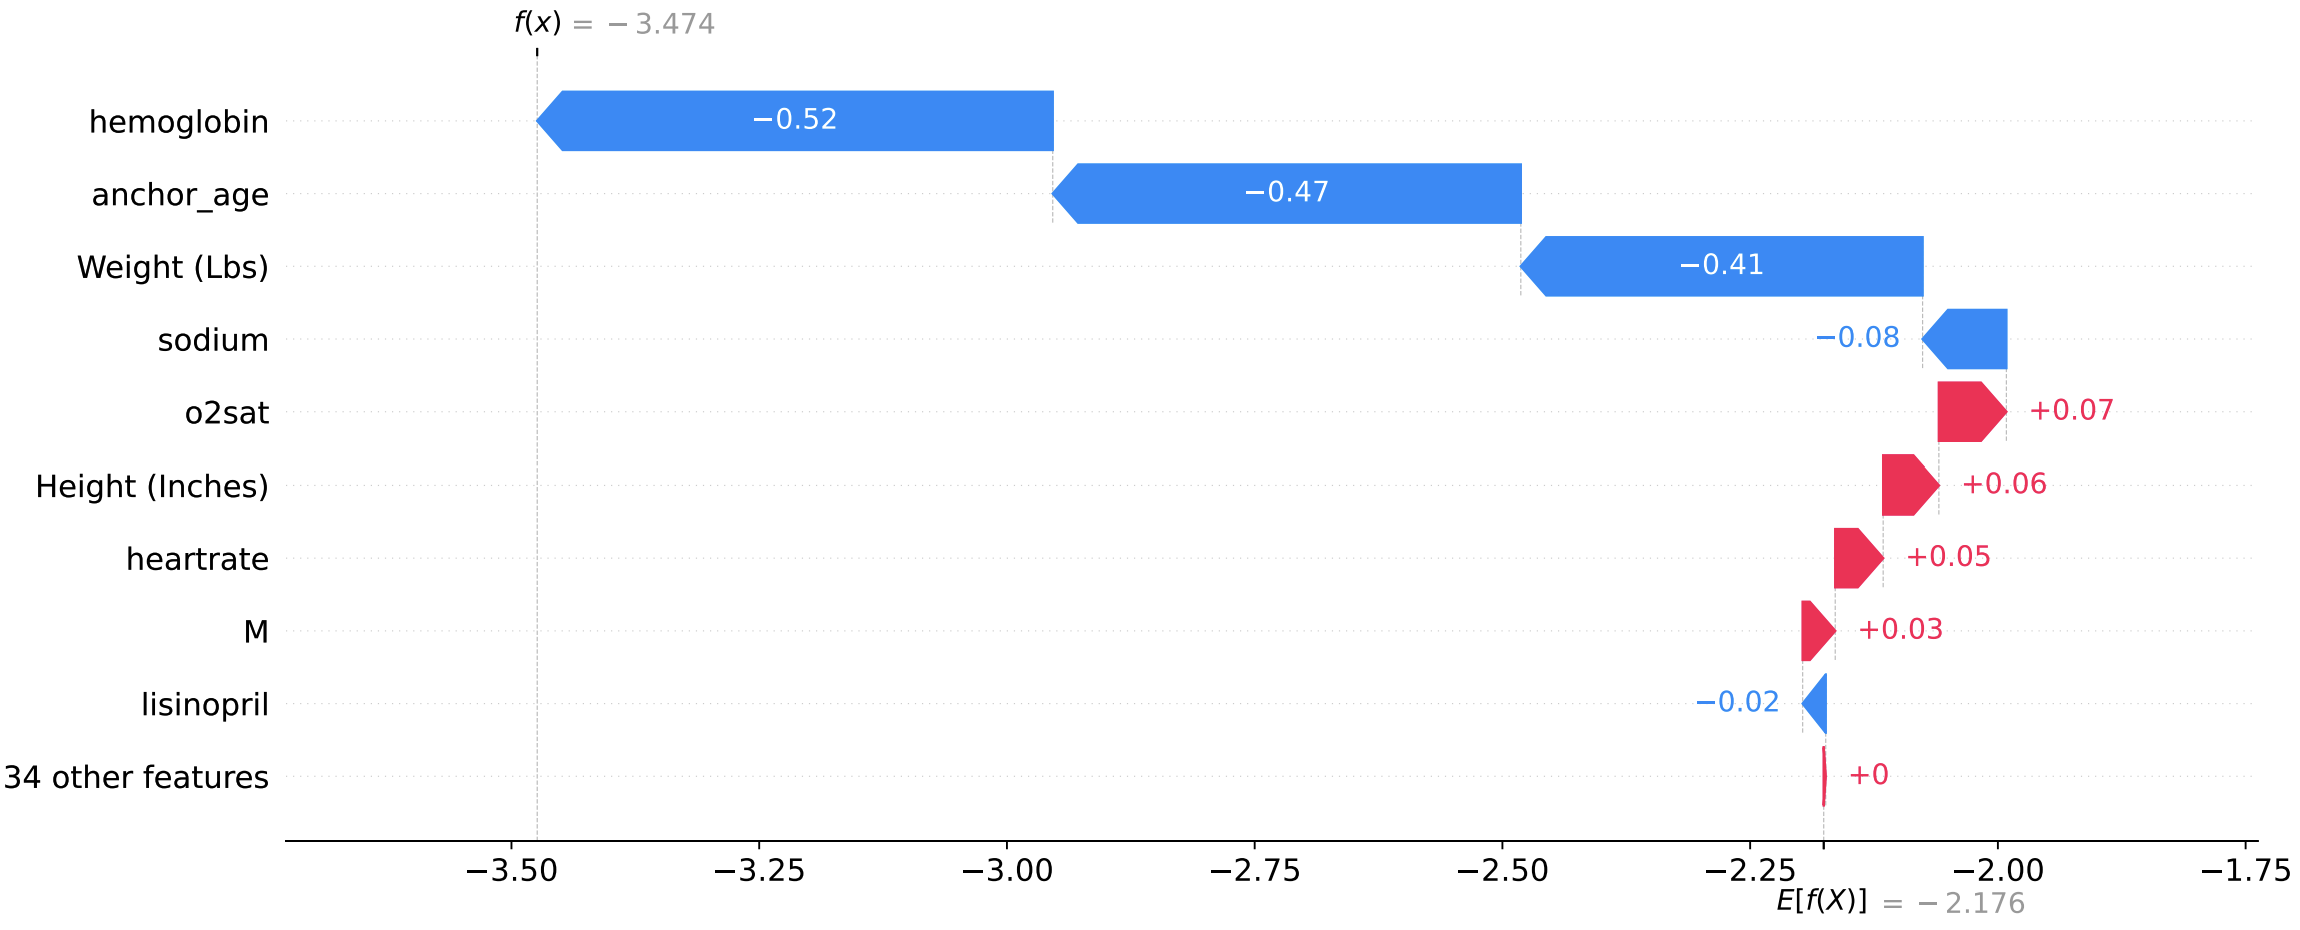 f(x) = − 3.474
hemoglobin −0.52
anchor_age −0.47
Weight (Lbs) −0.41
sodium −0.08
o2sat +0.07
Height (Inches) +0.06
heartrate +0.05
M +0.03
lisinopril −0.02
34 other features +0
−3.50 −3.25 −3.00 −2.75 −2.50 −2.25 −2.00 −1.75
E[f(X)] = − 2.176